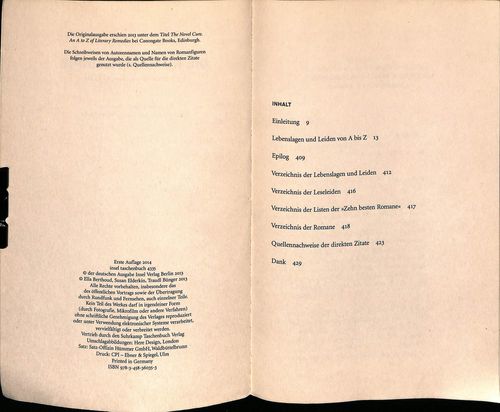 Die Originalausgabe erschien 2013 unter dem Titel The Novel Cure.
An A to Z of Literary Remedies bei Canongate Books, Edinburgh.
Die Schreibweisen von Autorennamen und Namen von Romanfiguren
folgen jeweils der Ausgabe, die als Quelle für die direkten Zitate
genutzt wurde (s. Quellennachweise).
Erste Auflage 2014
insel taschenbuch 4335
© der deutschen Ausgabe Insel Verlag Berlin 2013
© Ella Berthoud, Susan Elderkin, Traudl Bünger 2013
Alle Rechte vorbehalten, insbesondere das
des öffentlichen Vortrags sowie der Übertragung
durch Rundfunk und Fernsehen, auch einzelner Teile.
Kein Teil des Werkes darf in irgendeiner Form
(durch Fotografie, Mikrofilm oder andere Verfahren)
ohne schriftliche Genehmigung des Verlages reproduziert
oder unter Verwendung elektronischer Systeme verarbeitet,
vervielfältigt oder verbreitet werden.
Vertrieb durch den Suhrkamp Taschenbuch Verlag
Umschlagabbildungen: Here Design, London
Satz: Satz-Offizin Hümmer GmbH, Waldbüttelbrunn
Druck: CPI – Ebner & Spiegel, Ulm
Printed in Germany
ISBN 978-3-458-36035-3
INHALT
Einleitung 9
Lebenslagen und Leiden von A bis Z 13
Epilog 409
Verzeichnis der Lebenslagen und Leiden 412
Verzeichnis der Leseleiden 416
Verzeichnis der Listen der »Zehn besten Romane« 417
Verzeichnis der Romane 418
Quellennachweise der direkten Zitate 423
Dank 429